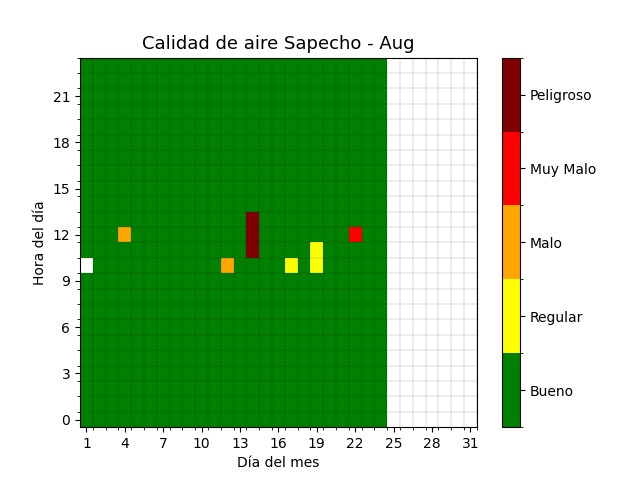 Calidad de aire Sapecho - Aug
Hora del día
21
18
15
12
9
6
3
0
1 4 7 10 13 16 19 22 25 28 31
Día del mes
Peligroso
Muy Malo
Malo
Regular
Bueno